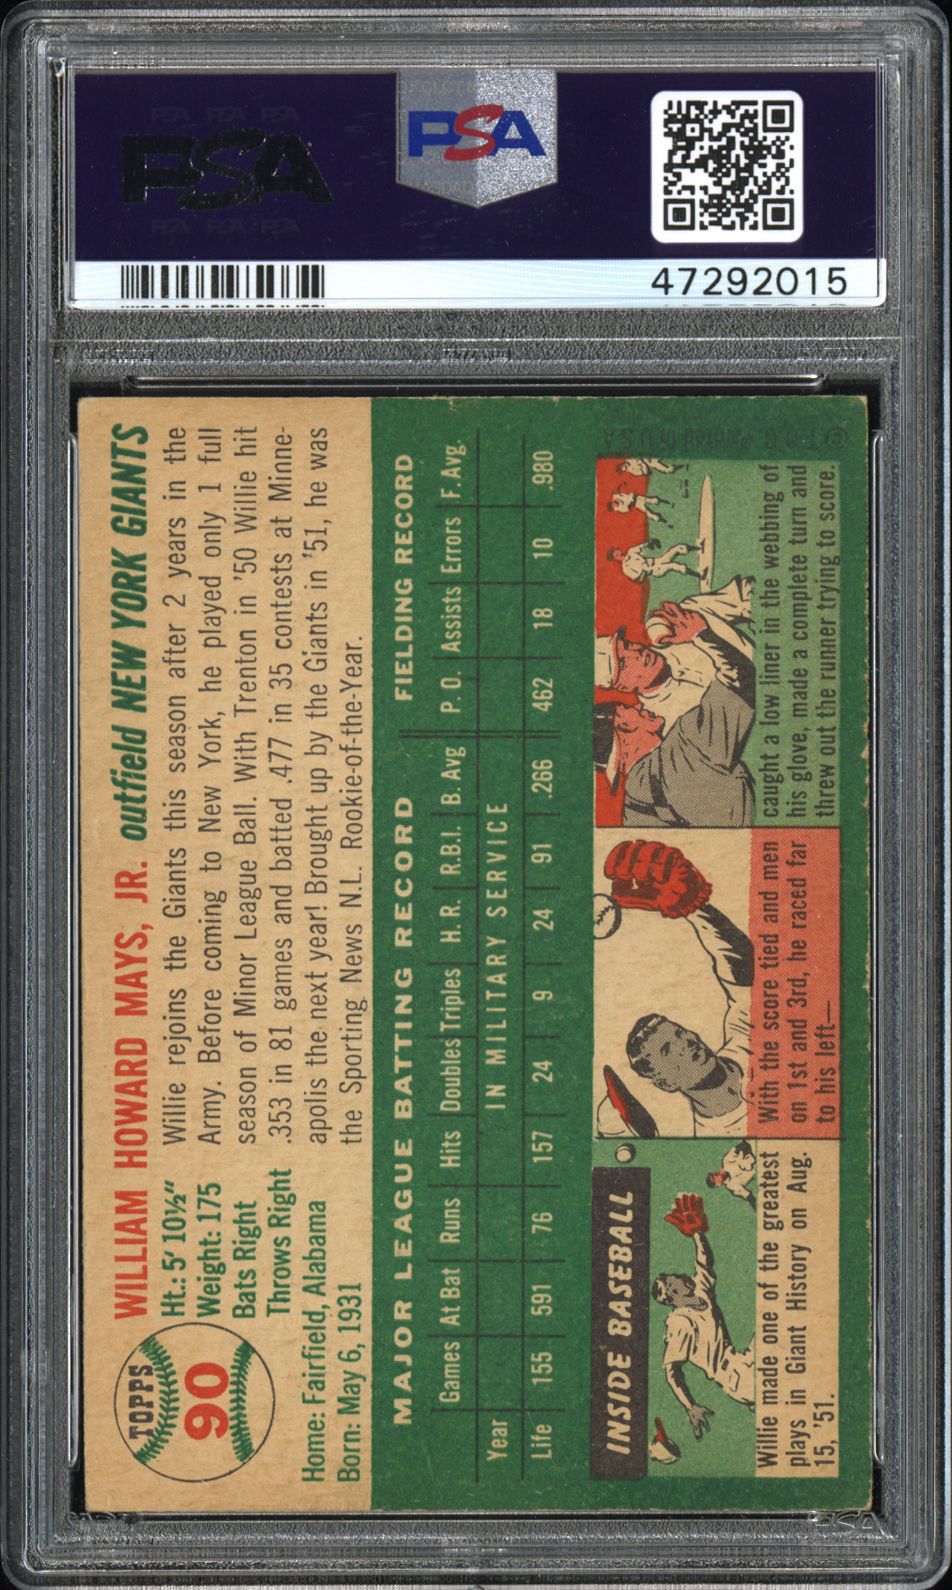 PSA PSA PSA
PSA
PSA PSA PSA
PSA
47292015
TOPPS
90
WILLIAM HOWARD MAYS, JR. outfield NEW YORK GIANTS
Ht.: 5' 10½"
Weight: 175
Bats Right
Throws Right
Home: Fairfield, Alabama
Born: May 6, 1931
Willie rejoins the Giants this season after 2 years in the
Army. Before coming to New York, he played only 1 full
season of Minor League Ball. With Trenton in '50 Willie hit
.353 in 81 games and batted .477 in 35 contests at Minne-
apolis the next year! Brought up by the Giants in '51, he was
the Sporting News N.L. Rookie-of-the-Year.
MAJOR LEAGUE BATTING RECORD FIELDING RECORD
Games At Bat Runs Hits Doubles Triples H. R. R.B.I. B. Avg P. O. Assists Errors F. Avg.
Year IN MILITARY SERVICE
Life 155 591 76 157 24 9 24 91 .266 462 18 10 .980
INSIDE BASEBALL
Willie made one of the greatest
plays in Giant History on Aug.
15, '51.
With the score tied and men
on 1st and 3rd, he raced far
to his left—
caught a low liner in the webbing of
his glove, made a complete turn and
threw out the runner trying to score.